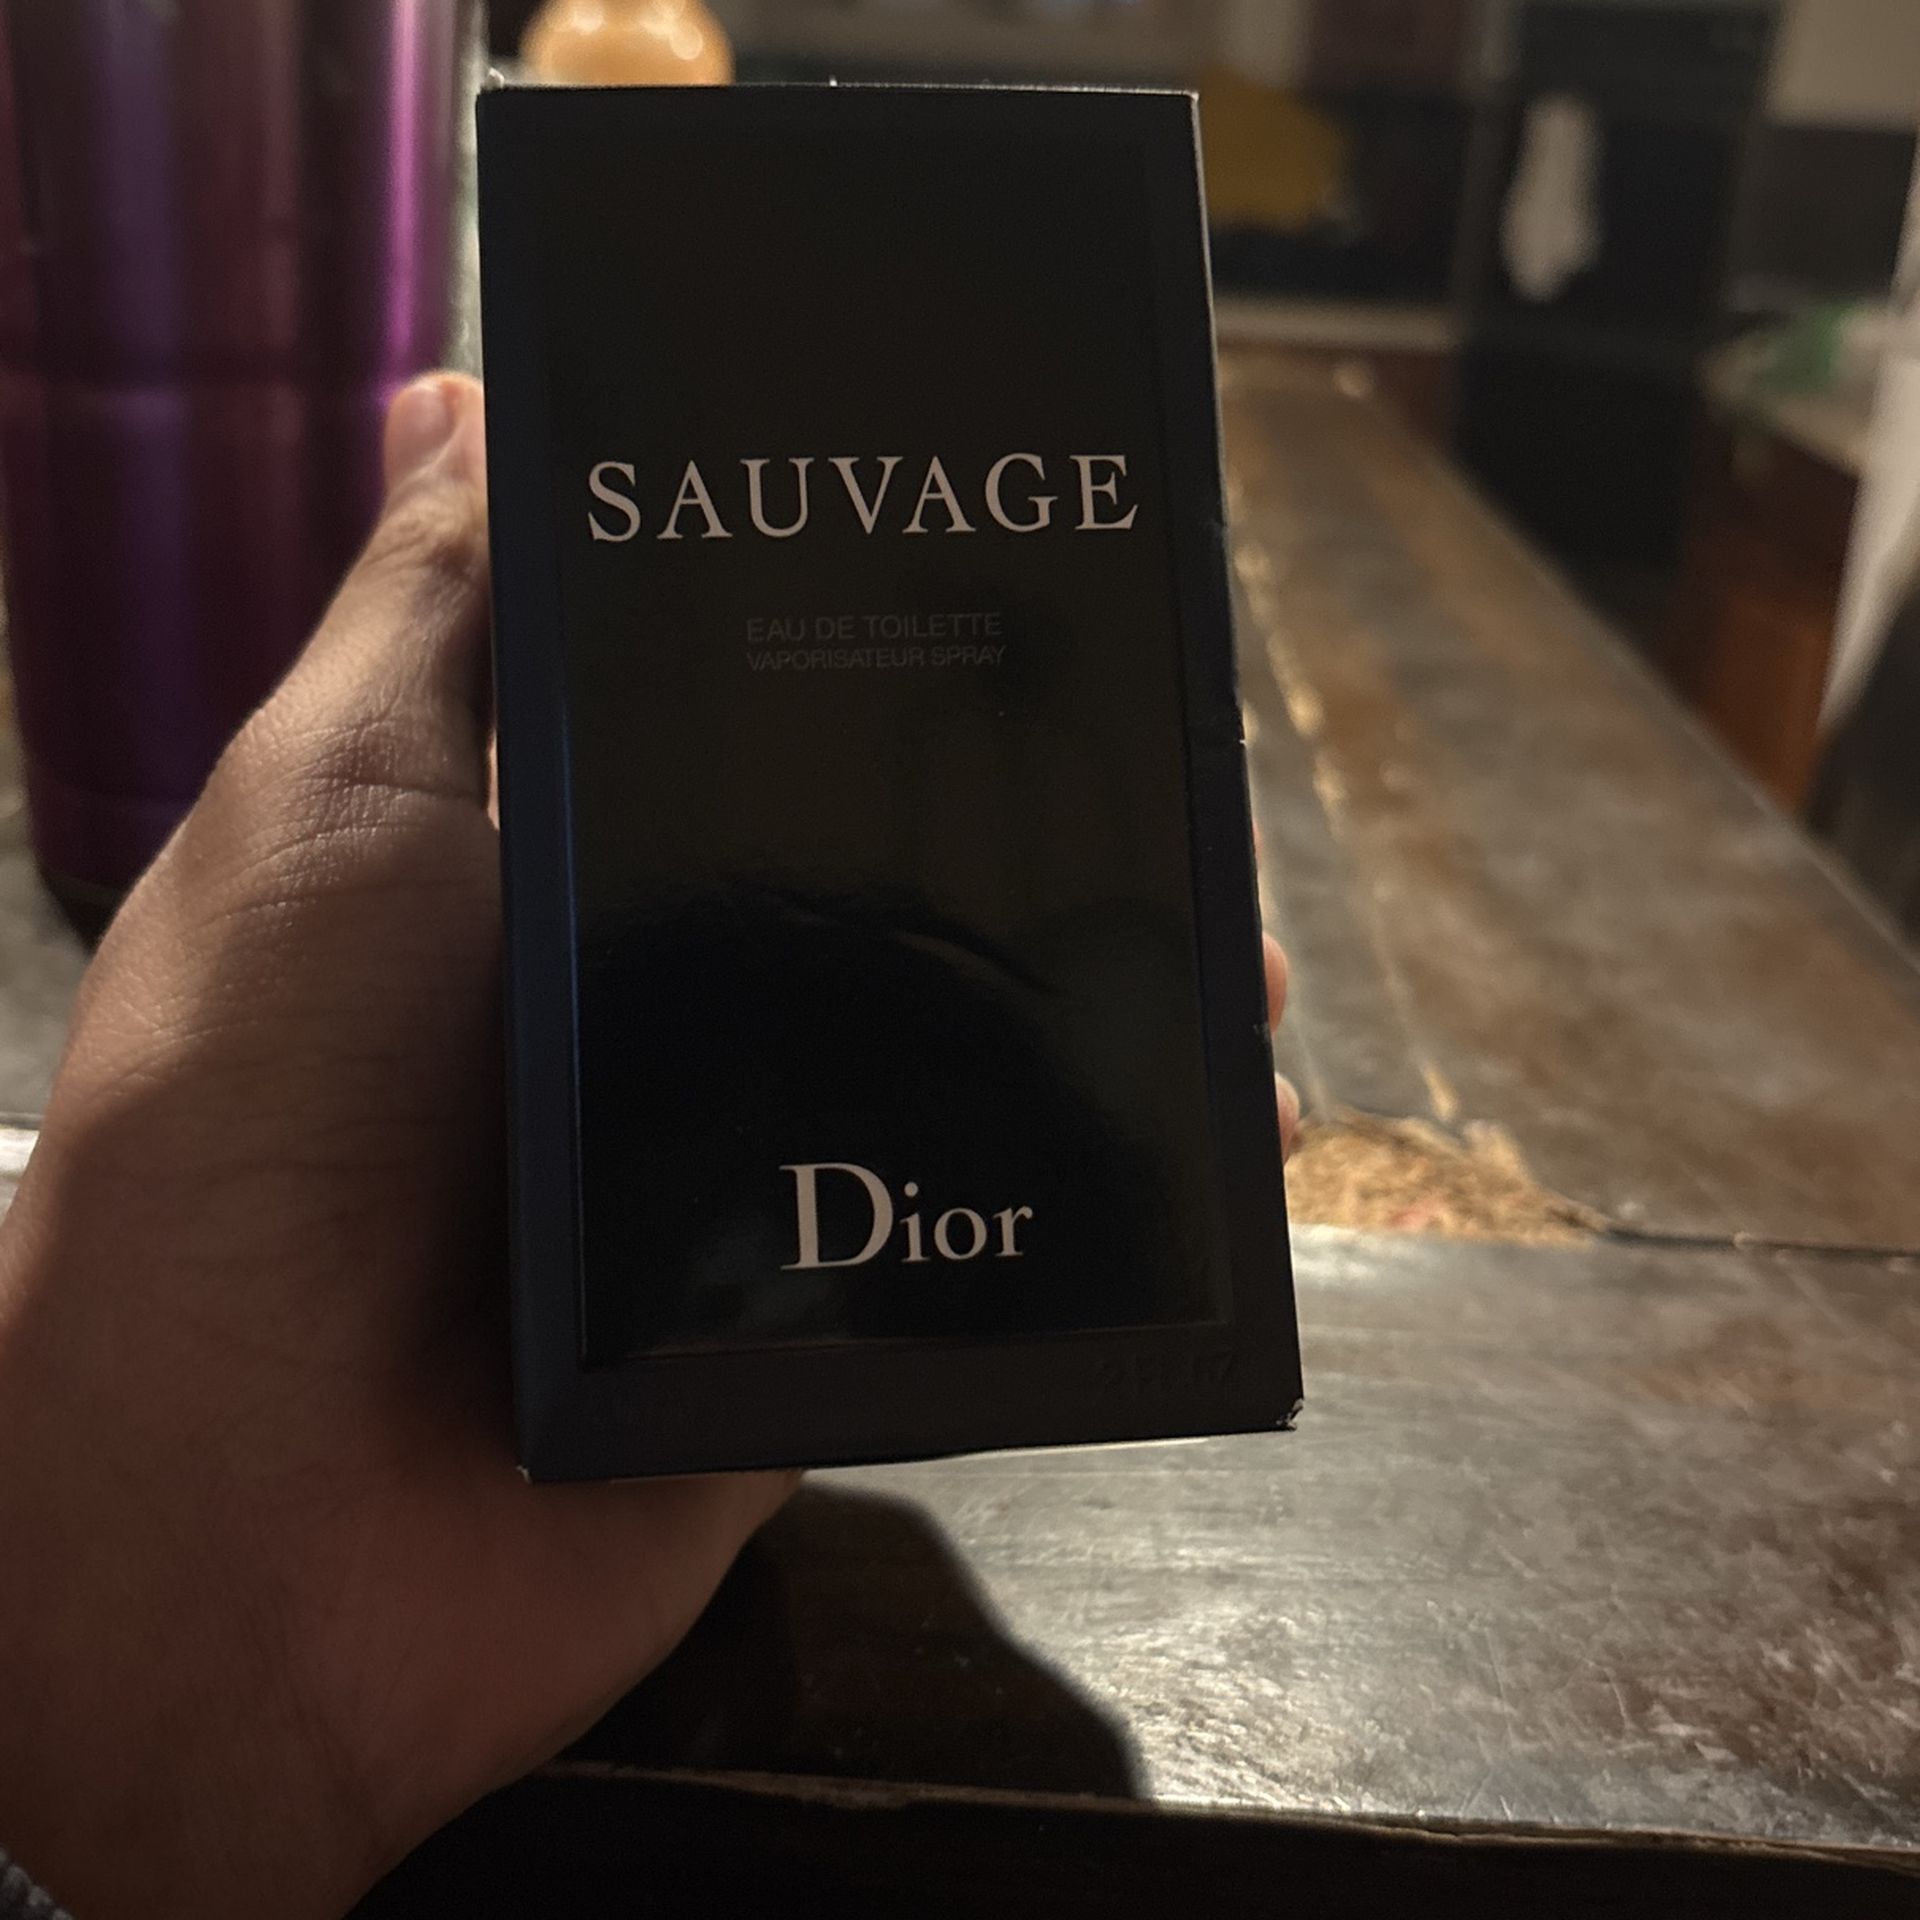 SAUVAGE
EAU DE TOILETTE
VAPORISATEUR SPRAY
Dior